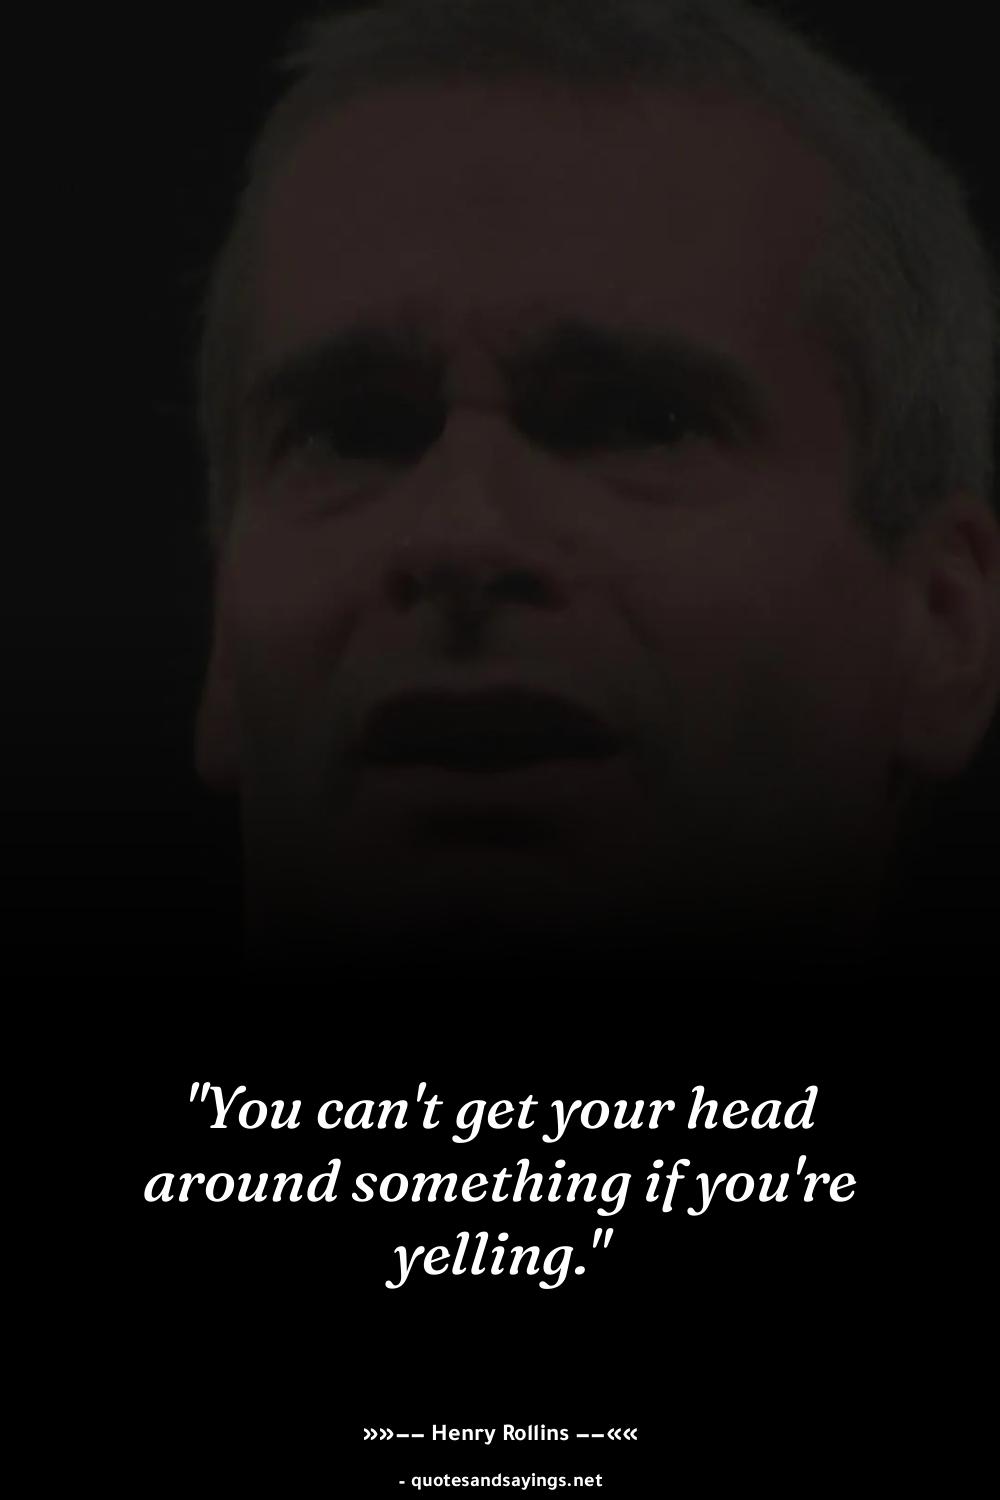 "You can't get your head
around something if you're
yelling."
»»–– Henry Rollins ––««
- quotesandsayings.net